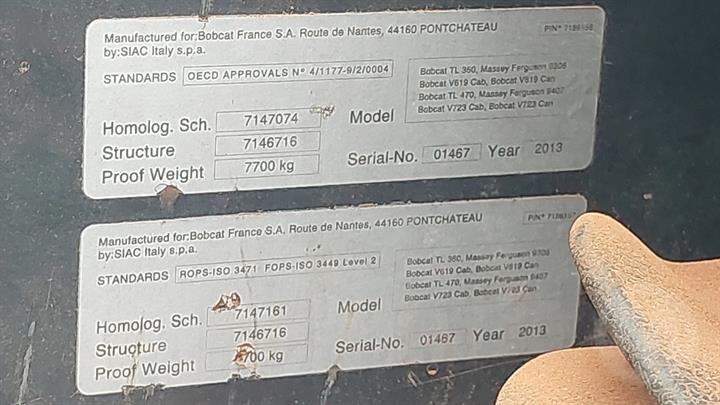 Manufactured for:Bobcat France S.A. Route de Nantes, 44160 PONTCHATEAU
by:SIAC Italy s.p.a.
STANDARDS OECD APPROVALS N° 4/1177-9/2/0004
Homolog. Sch. 7147074
Structure 7146716
Proof Weight 7700 kg
Model
Bobcat TL 360, Massey Ferguson 9306
Bobcat V619 Cab, Bobcat V619 Can
Bobcat TL 470, Massey Ferguson 9407
Bobcat V723 Cab, Bobcat V723 Can
Serial-No. 01467 Year 2013
Manufactured for:Bobcat France S.A. Route de Nantes, 44160 PONTCHATEAU
P/N°
by:SIAC Italy s.p.a.
STANDARDS ROPS-ISO 3471 FOPS-ISO 3449 Level 2
Homolog. Sch. 7147161
Structure 7146716
Proof Weight 7700 kg
Model
Bobcat TL 360, Massey Ferguson 9306
Bobcat V619 Cab, Bobcat V619 Can
Bobcat TL 470, Massey Ferguson 9407
Bobcat V723 Cab, Bobcat V723 Can
Serial-No. 01467 Year 2013